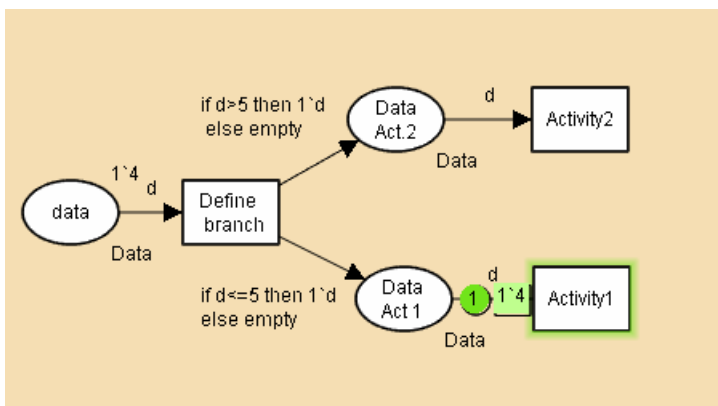 if d>5 then 1`d
else empty
Data
Act.2
d
Activity2
Data
1`4
d
data
Define
branch
Data
if d<=5 then 1`d
else empty
Data
Act 1
1
d
1`4
Activity1
Data